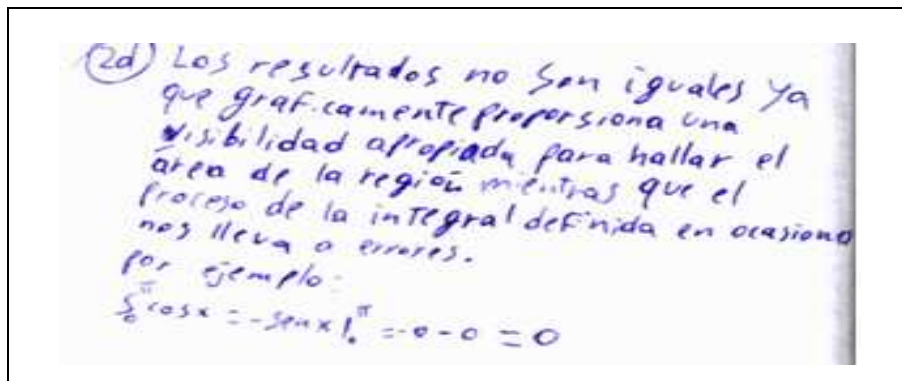 2d) Los resultados no son iguales ya
que graficamente proporsiona una
visibilidad apropiada para hallar el
área de la región mientras que el
proceso de la integral definida en ocasiono
nos lleva a errores.
por ejemplo:
∫₀^π cosx = -senx|₀^π = -0-0 = 0